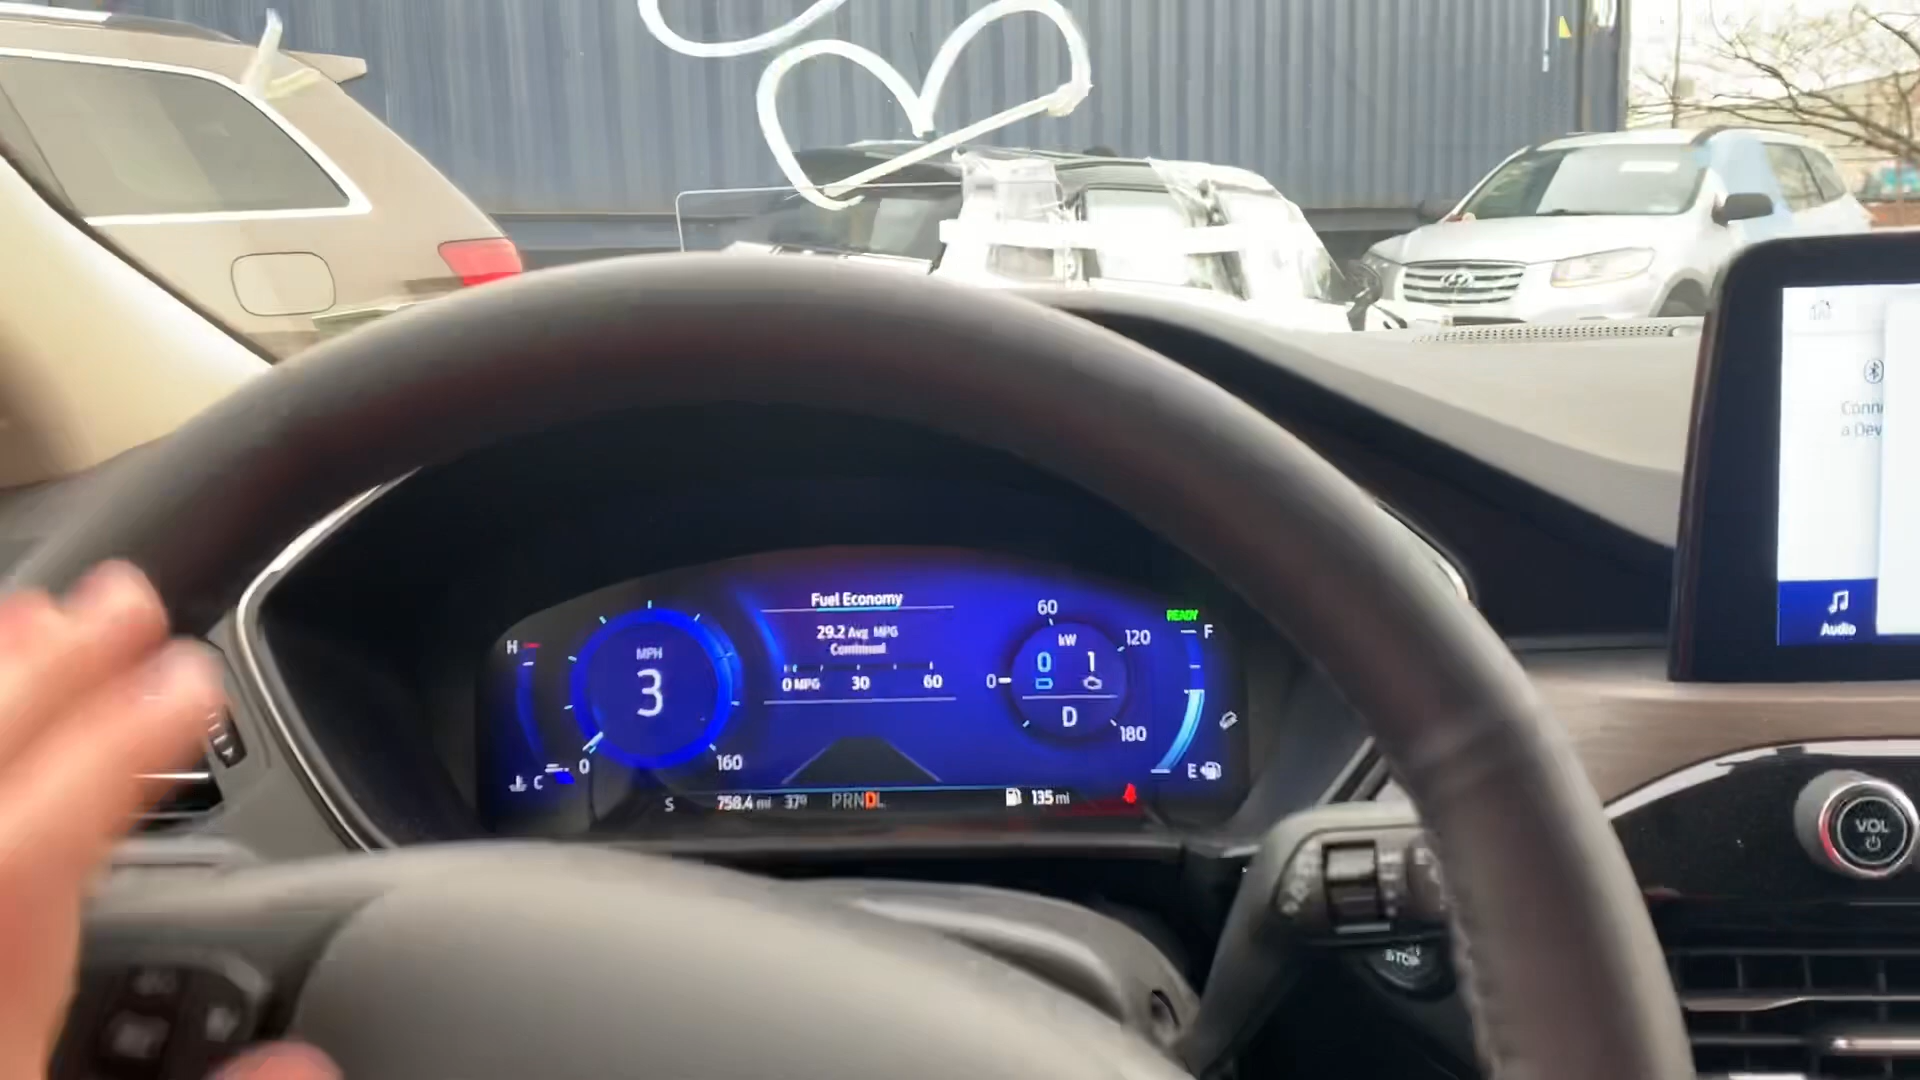 Fuel Economy
29.2 Avg MPG
Combined
0 MPG 30 60
H
C
MPH
3
0
160
60
kW
120
0 1
0
D
180
READY
F
E
S 758.4 mi 37° PRNDL 135 mi
Audio
VOL
STOP